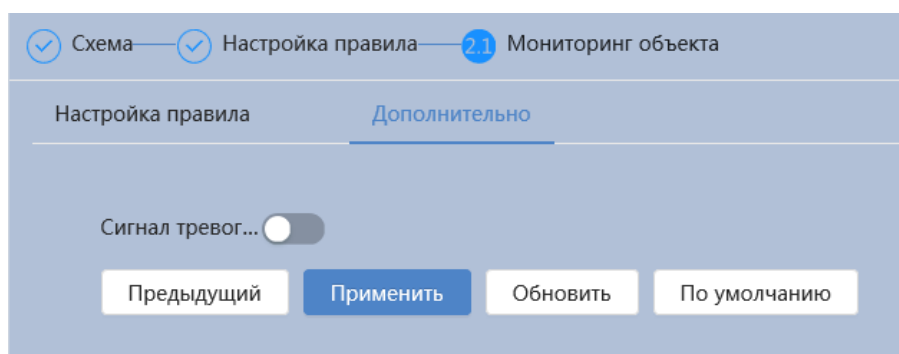 Схема Настройка правила 2.1 Мониторинг объекта
Настройка правила Дополнительно
Сигнал тревог...
Предыдущий Применить Обновить По умолчанию